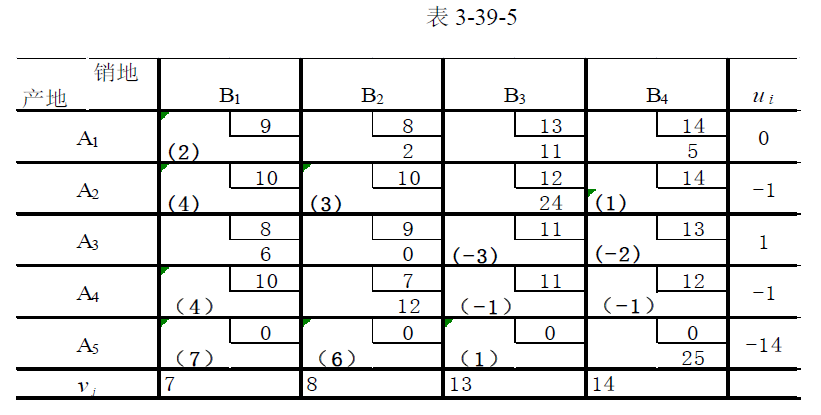 表 3-39-5
销地
产地 B1 B2 B3 B4 u i
9 8 13 14
A1 0
(2) 2 11 5
10 10 12 14
A2 -1
(4) (3) 24 (1)
8 9 11 13
A3 1
6 0 (-3) (-2)
10 7 11 12
A4 -1
(4) 12 (-1) (-1)
0 0 0 0
A5 -14
(7) (6) (1) 25
v j 7 8 13 14